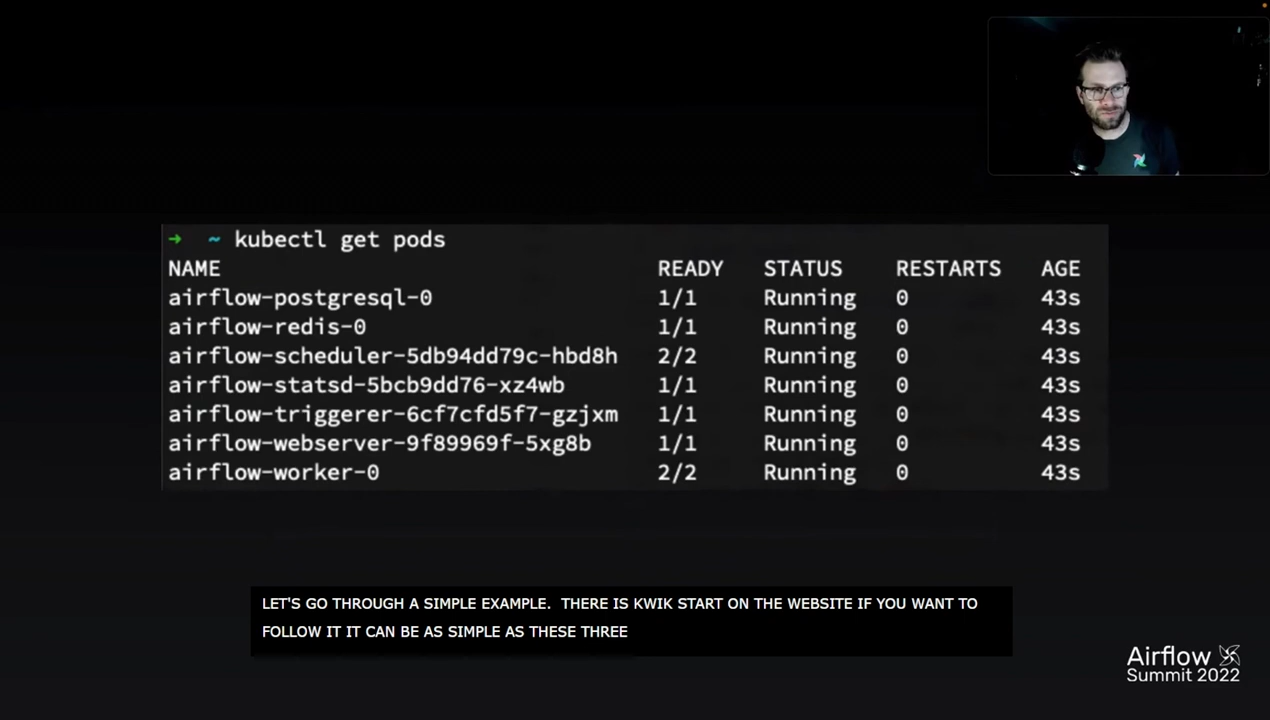 ➜ ~ kubectl get pods
NAME READY STATUS RESTARTS AGE
airflow-postgresql-0 1/1 Running 0 43s
airflow-redis-0 1/1 Running 0 43s
airflow-scheduler-5db94dd79c-hbd8h 2/2 Running 0 43s
airflow-statsd-5bcb9dd76-xz4wb 1/1 Running 0 43s
airflow-triggerer-6cf7cfd5f7-gzjxm 1/1 Running 0 43s
airflow-webserver-9f89969f-5xg8b 1/1 Running 0 43s
airflow-worker-0 2/2 Running 0 43s
LET'S GO THROUGH A SIMPLE EXAMPLE. THERE IS KWIK START ON THE WEBSITE IF YOU WANT TO
FOLLOW IT IT CAN BE AS SIMPLE AS THESE THREE
Airflow
Summit 2022